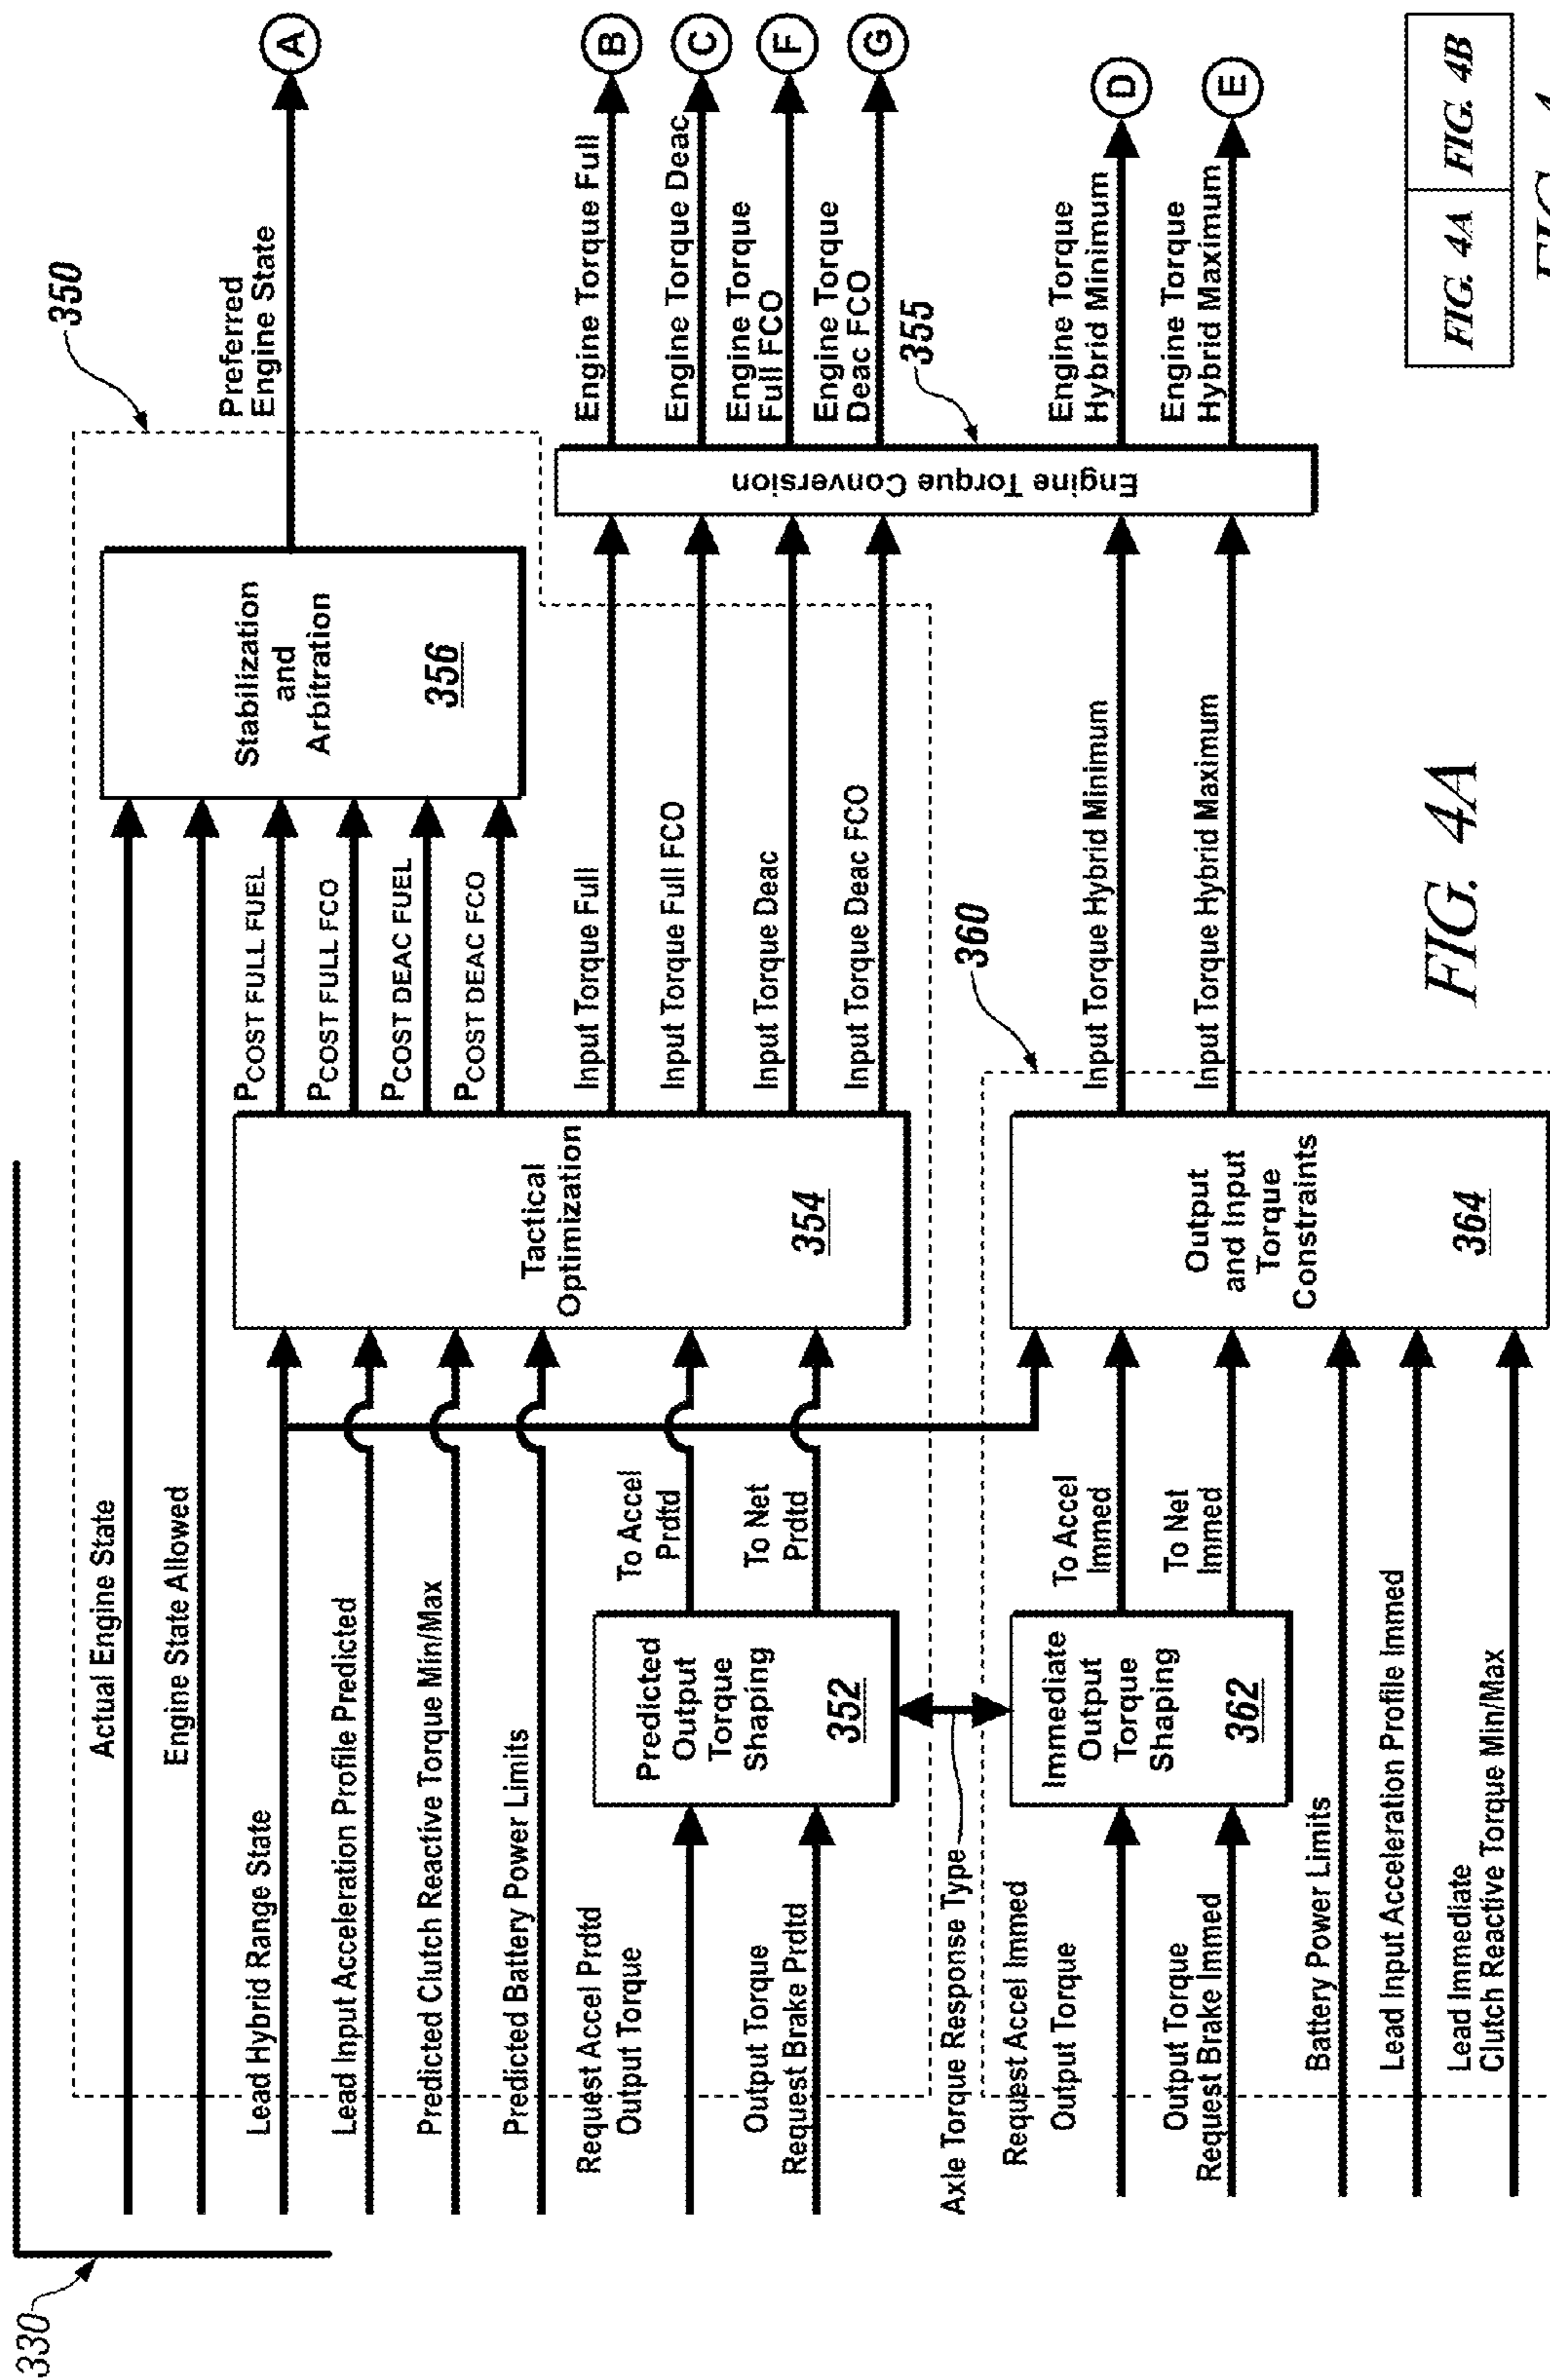 330
350
Actual Engine State
Engine State Allowed
Lead Hybrid Range State
Lead Input Acceleration Profile Predicted
Predicted Clutch Reactive Torque Min/Max
Predicted Battery Power Limits
Request Accel Prdtd
Output Torque
Output Torque
Request Brake Prdtd
Predicted
Output
Torque
Shaping
352
To Accel
Prdtd
To Net
Prdtd
Tactical
Optimization
354
PCOST FULL FUEL
PCOST FULL FCO
PCOST DEAC FUEL
PCOST DEAC FCO
Stabilization
and
Arbitration
356
Preferred
Engine State
A
Input Torque Full
Input Torque Full FCO
Input Torque Deac
Input Torque Deac FCO
Engine Torque Conversion
355
Engine Torque Full
B
Engine Torque Deac
C
Engine Torque
Full FCO
F
Engine Torque
Deac FCO
G
Axle Torque Response Type
360
Request Accel Immed
Output Torque
Output Torque
Request Brake Immed
Battery Power Limits
Lead Input Acceleration Profile Immed
Lead Immediate
Clutch Reactive Torque Min/Max
Immediate
Output
Torque
Shaping
362
To Accel
Immed
To Net
Immed
Output
and Input
Torque
Constraints
364
Input Torque Hybrid Minimum
Input Torque Hybrid Maximum
Engine Torque
Hybrid Minimum
D
Engine Torque
Hybrid Maximum
E
FIG. 4A
FIG. 4A FIG. 4B